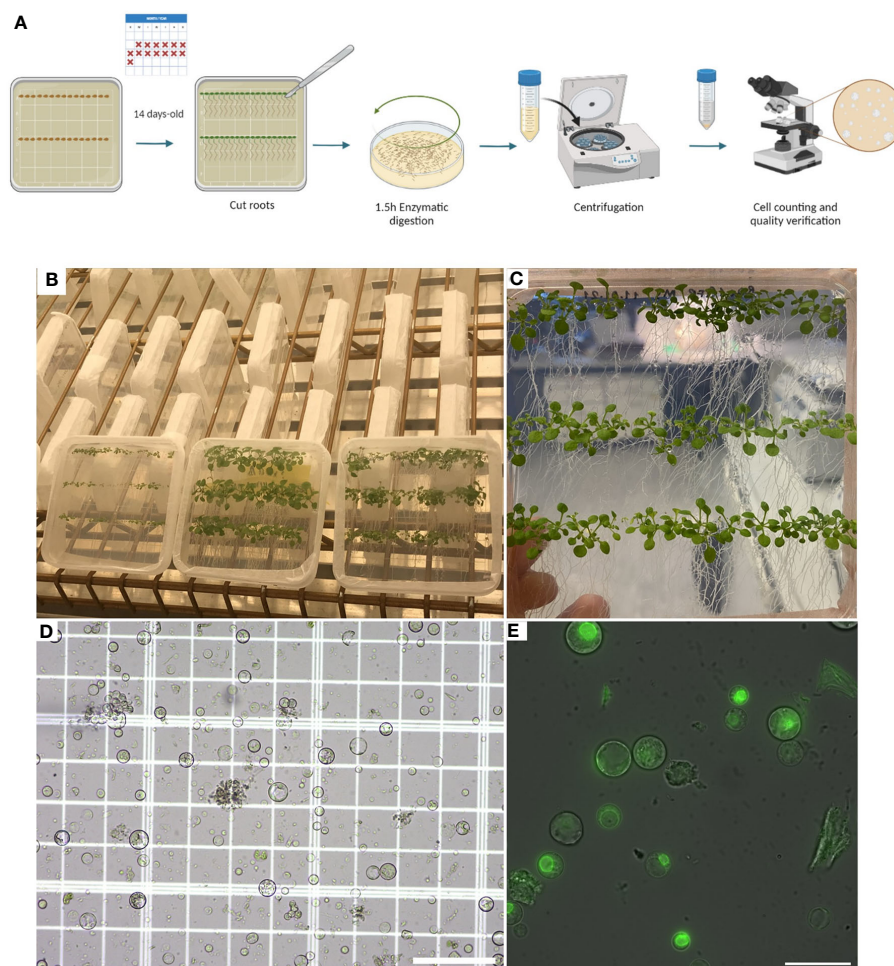 A
14 days-old
Cut roots
1.5h Enzymatic
digestion
Centrifugation
Cell counting and
quality verification
B
C
D
E